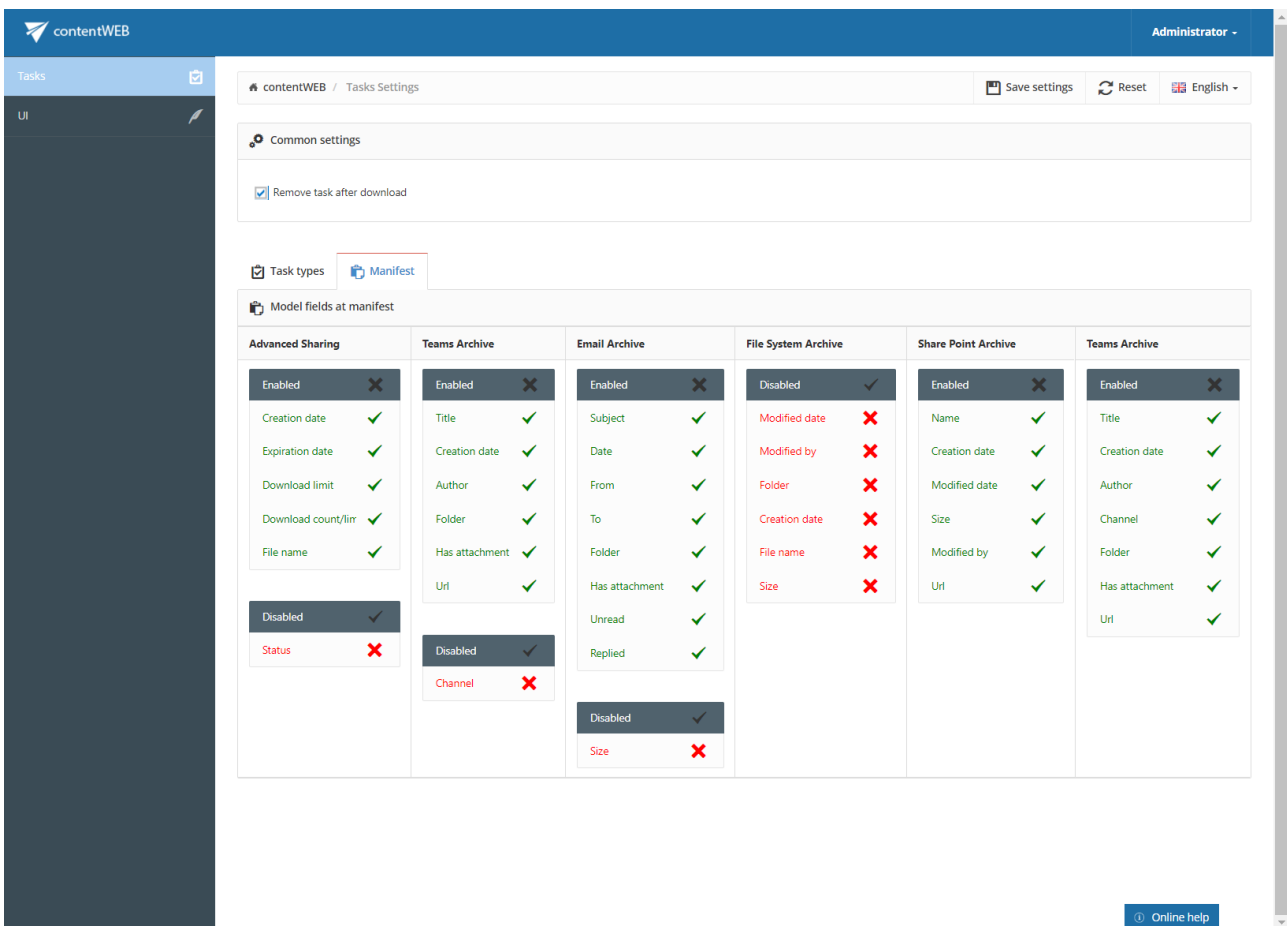 contentWEB
Administrator
Tasks
UI
contentWEB / Tasks Settings
Save settings
Reset
English
Common settings
Remove task after download
Task types
Manifest
Model fields at manifest
Advanced Sharing
Enabled
Creation date
Expiration date
Download limit
Download count/lim
File name
Disabled
Status
Teams Archive
Enabled
Title
Creation date
Author
Folder
Has attachment
Url
Disabled
Channel
Email Archive
Enabled
Subject
Date
From
To
Folder
Has attachment
Unread
Replied
Disabled
Size
File System Archive
Disabled
Modified date
Modified by
Folder
Creation date
File name
Size
Share Point Archive
Enabled
Name
Creation date
Modified date
Size
Modified by
Url
Teams Archive
Enabled
Title
Creation date
Author
Channel
Folder
Has attachment
Url
Online help